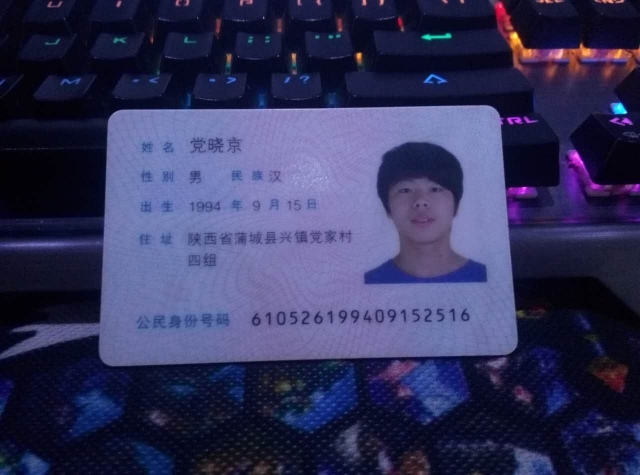 J K L : "
M < > /?
RL
姓名 党晓京
性别 男 民族 汉
出生 1994 年 9 月 15 日
住址 陕西省蒲城县兴镇党家村
四组
公民身份号码 610526199409152516